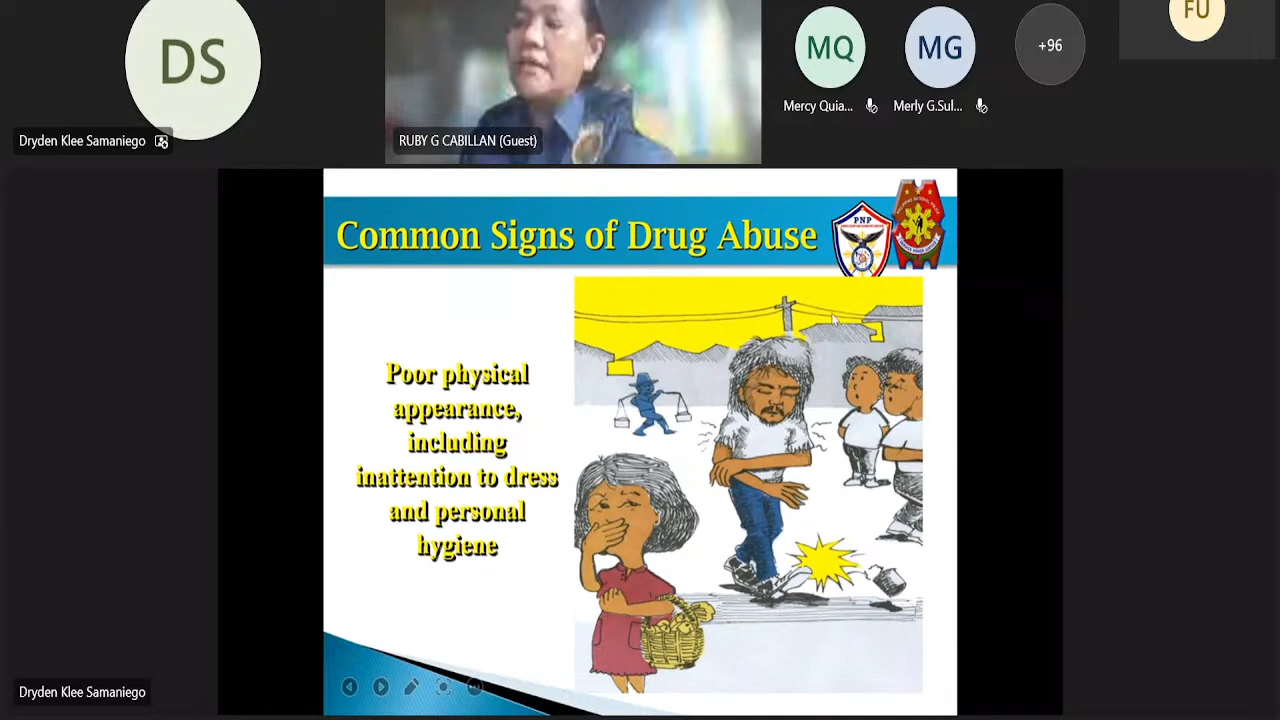 DS
Dryden Klee Samaniego
RUBY G CABILLAN (Guest)
MQ
Mercy Quia...
MG
Merly G.Sul...
+96
FU
Common Signs of Drug Abuse
PNP
Poor physical
appearance,
including
inattention to dress
and personal
hygiene
Dryden Klee Samaniego